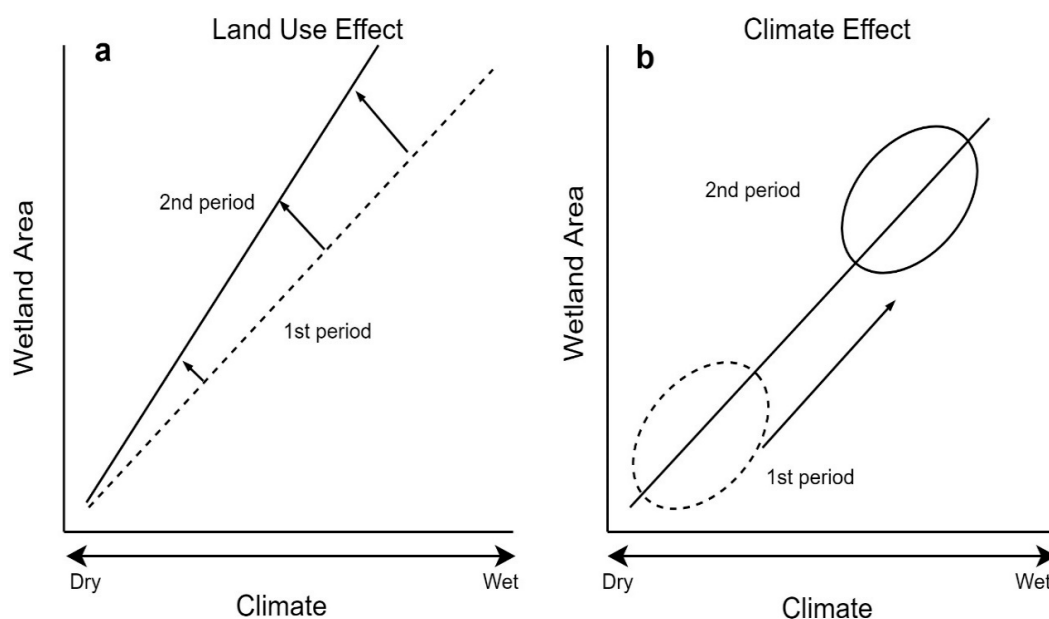 a
Land Use Effect
Wetland Area
2nd period
1st period
Dry
Wet
Climate
b
Climate Effect
Wetland Area
2nd period
1st period
Dry
Wet
Climate